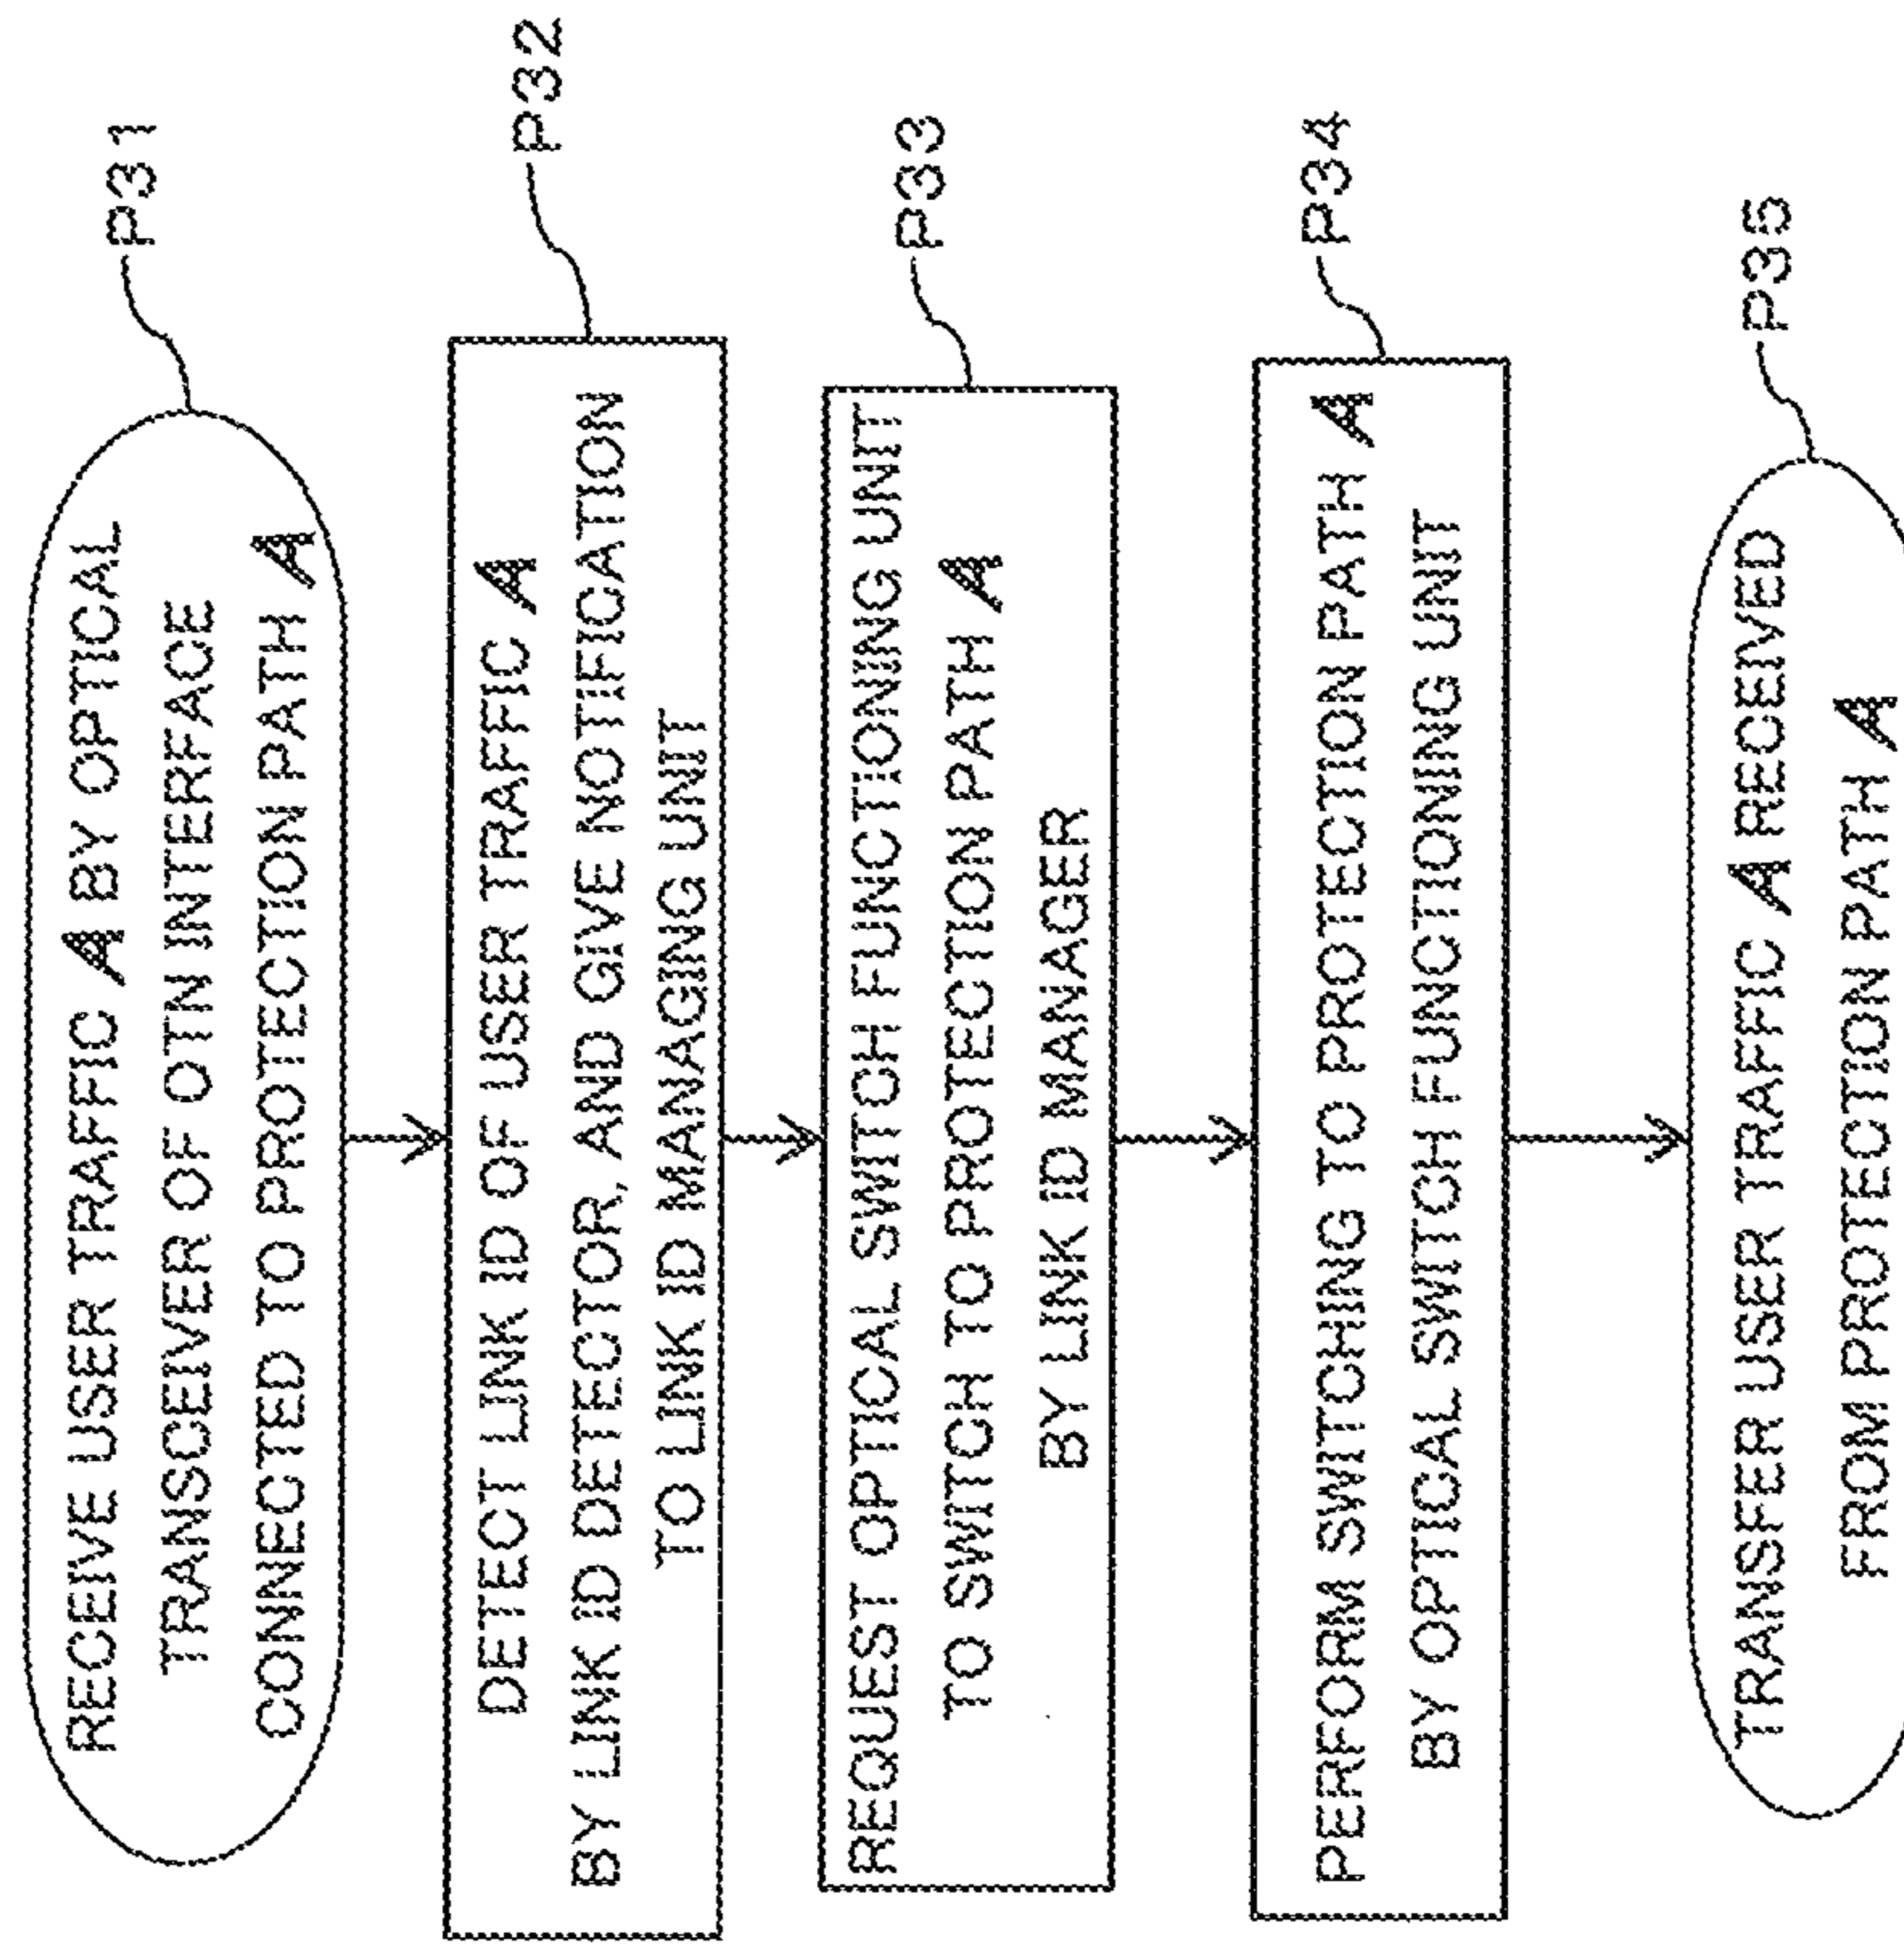 RECEIVE USER TRAFFIC A BY OPTICAL
TRANSCEIVER OF OTN INTERFACE
CONNECTED TO PROTECTION PATH A
P31
DETECT LINK ID OF USER TRAFFIC A
BY LINK ID DETECTOR, AND GIVE NOTIFICATION
TO LINK ID MANAGING UNIT
P32
REQUEST OPTICAL SWITCH FUNCTIONING UNIT
TO SWITCH TO PROTECTION PATH A
BY LINK ID MANAGER
P33
PERFORM SWITCHING TO PROTECTION PATH A
BY OPTICAL SWITCH FUNCTIONING UNIT
P34
TRANSFER USER TRAFFIC A RECEIVED
FROM PROTECTION PATH A
P35